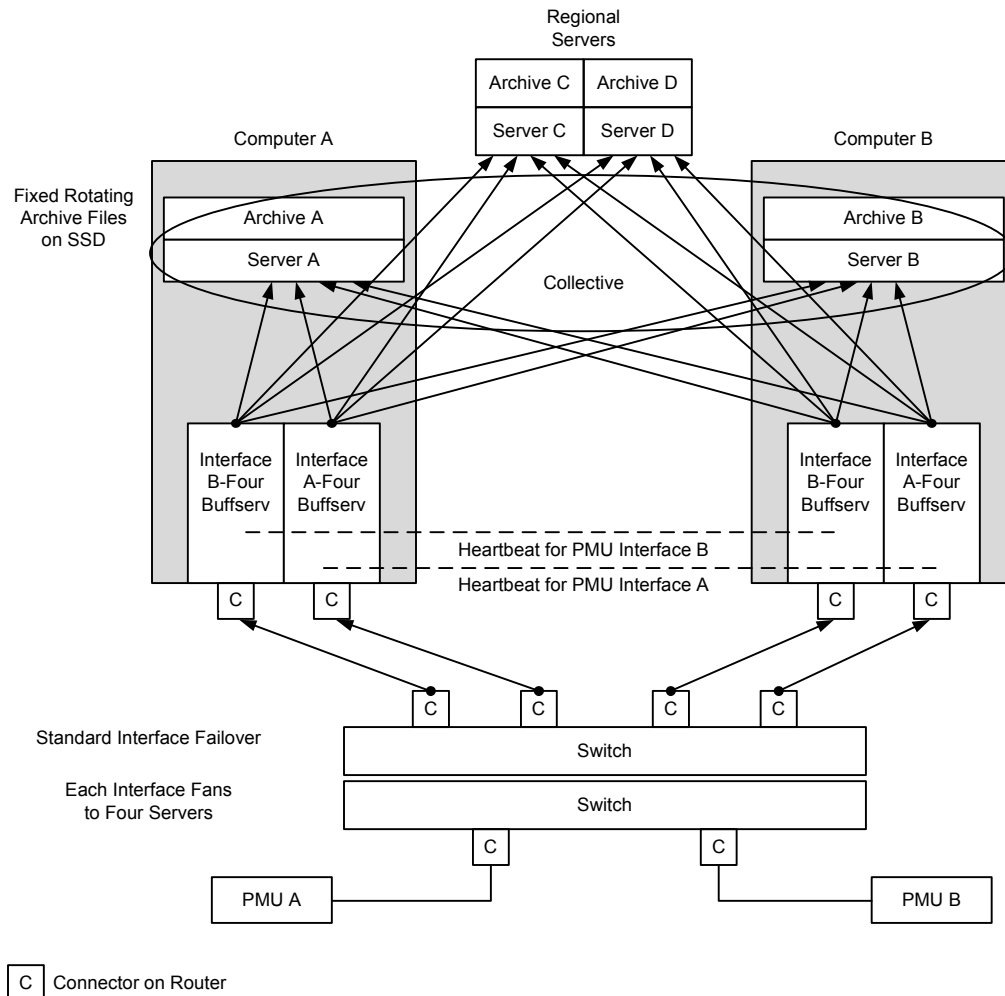 Regional
Servers
Archive C
Archive D
Server C
Server D
Computer A
Computer B
Fixed Rotating
Archive Files
on SSD
Archive A
Server A
Archive B
Server B
Collective
Interface
B-Four
Buffserv
Interface
A-Four
Buffserv
Interface
B-Four
Buffserv
Interface
A-Four
Buffserv
Heartbeat for PMU Interface B
Heartbeat for PMU Interface A
C
C
C
C
C
C
C
C
Standard Interface Failover
Switch
Each Interface Fans
to Four Servers
Switch
C
C
PMU A
PMU B
C Connector on Router